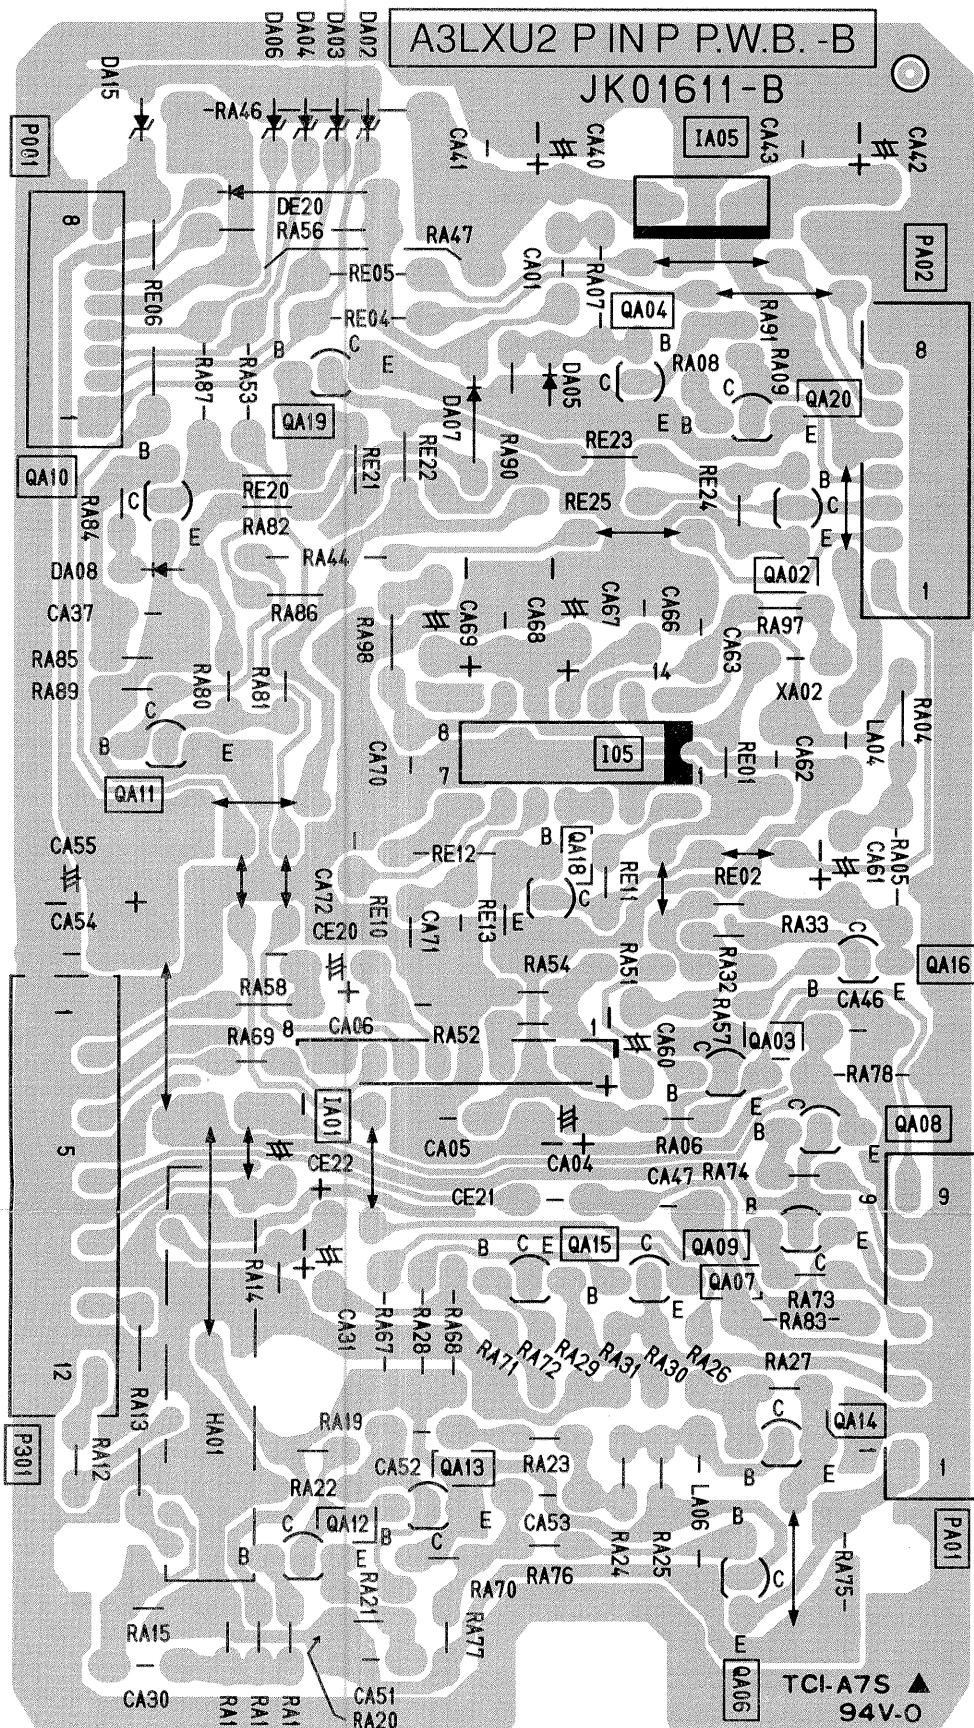 A3LXU2 P IN P P.W.B. -B
JK01611-B
DA06 DA04 DA03 DA02
DA15
RA46
P001
CA41 CA40 IA05 CA43 CA42
8
DE20
RA56
RA47
RE05
CA01
RA07
PA02
RE06
RE04
QA04
RA91
B C E
B
RA08
RA09
8
RA87 RA53
DA07
DA05
C
C
QA20
1
QA19
E B
E
B
RA90
RE23
QA10
RE21
RE22
RE24
B
C
RE20
RE25
C
RA84
E
RA82
E
DA08
RA44
QA02
1
CA37
RA86
CA69 CA68 CA67 CA66
RA97
RA98
CA63
RA85
14
XA02
RA89
RA80 RA81
RA04
C
LA04
B E
8
I05
CA70
7
1
RE01
CA62
QA11
CA55
B
QA18
RE12
RA05
CA61
CA72
RE11
RE02
C
CA54
CE20
RE10
CA71
RE13
E
RA33
C
RA54
RA51
RA32
QA16
RA58
B
CA46
E
1
8
CA06
RA57
RA69
RA52
1
CA60
C
QA03
RA78
IA01
B
E
C
QA08
5
CA05
CA04
RA06
B
E
CE22
CA47
RA74
CE21
B
9
9
E
B C E
QA15
C
QA09
C
RA14
B
E
QA07
RA73
CA31 RA67 RA28 RA68
RA83
RA71 RA72 RA29 RA31 RA30 RA26
RA27
12
RA13
C
P301
RA12
HA01
RA19
QA14
CA52
QA13
RA23
B E
1
RA22
LA06
C
QA12
B
E
CA53
B
B
E
C
RA24 RA25
C
PA01
RA21
RA70
RA76
RA75
RA15
RA77
E
CA30
CA51
QA06
TCI-A7S ▲
RA1 RA1 RA1
RA20
94V-0